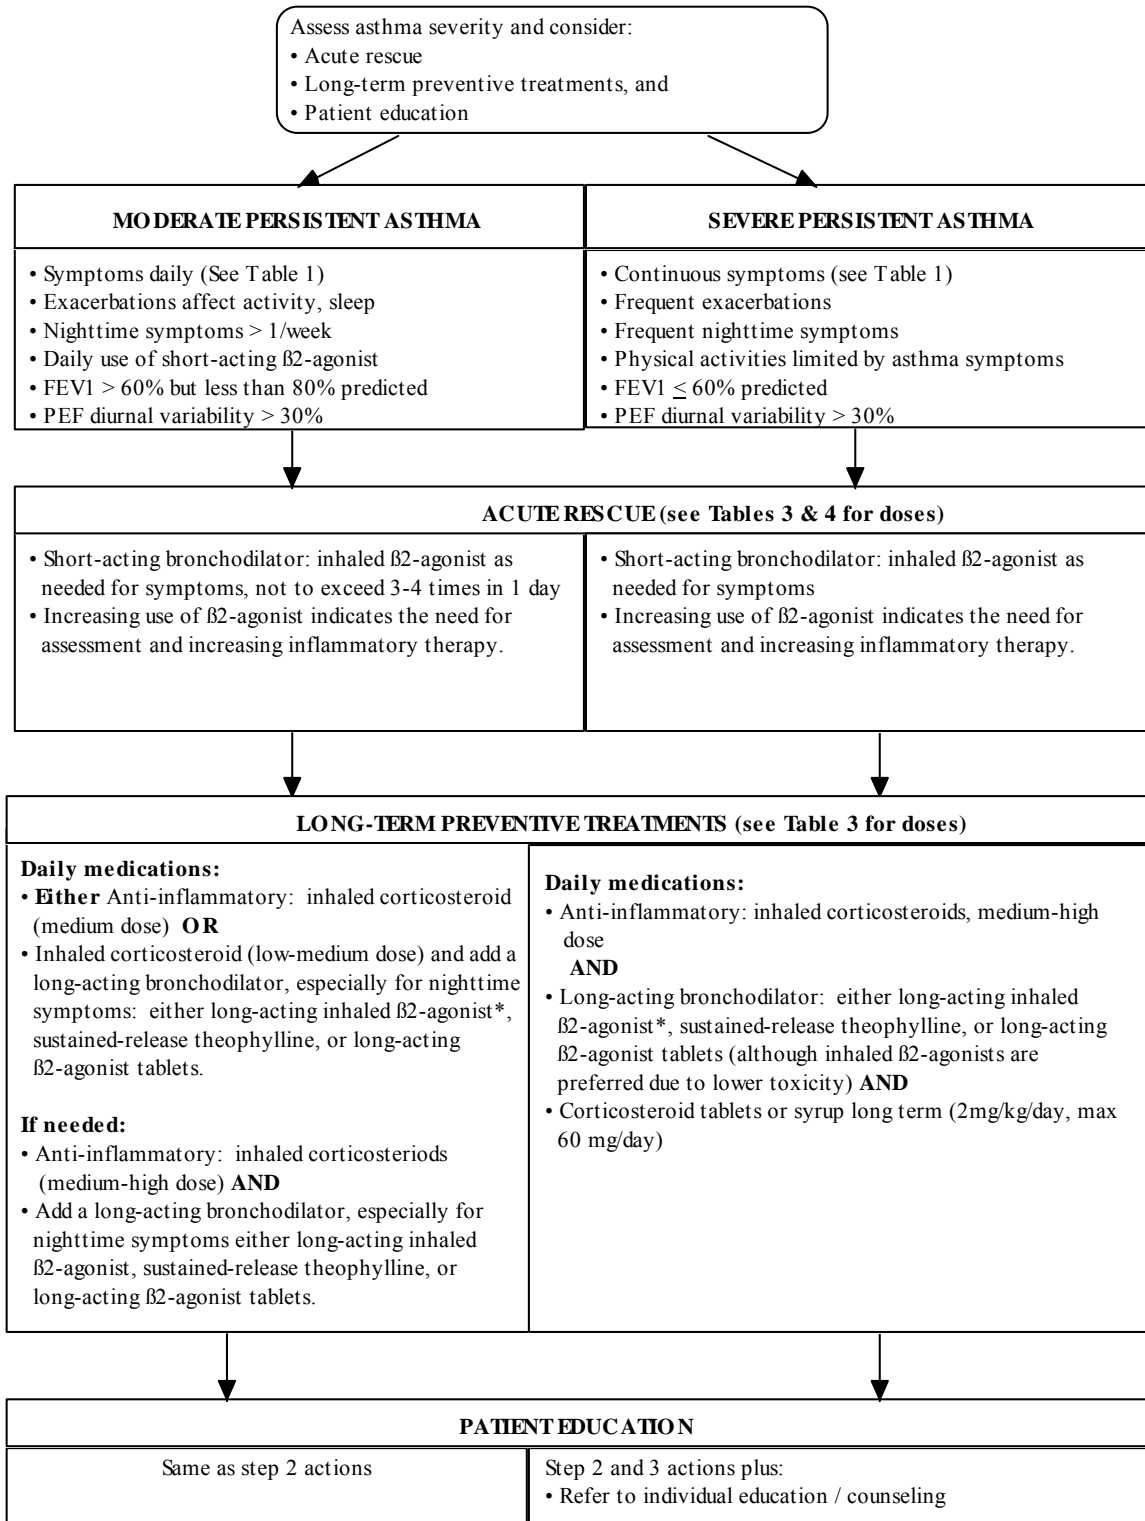 Assess asthma severity and consider:
• Acute rescue
• Long-term preventive treatments, and
• Patient education
MODERATE PERSISTENT ASTHMA
• Symptoms daily (See Table 1)
• Exacerbations affect activity, sleep
• Nighttime symptoms > 1/week
• Daily use of short-acting ß2-agonist
• FEV1 > 60% but less than 80% predicted
• PEF diurnal variability > 30%
SEVERE PERSISTENT ASTHMA
• Continuous symptoms (see Table 1)
• Frequent exacerbations
• Frequent nighttime symptoms
• Physical activities limited by asthma symptoms
• FEV1 ≤ 60% predicted
• PEF diurnal variability > 30%
ACUTE RESCUE (see Tables 3 & 4 for doses)
• Short-acting bronchodilator: inhaled ß2-agonist as
needed for symptoms, not to exceed 3-4 times in 1 day
• Increasing use of ß2-agonist indicates the need for
assessment and increasing inflammatory therapy.
• Short-acting bronchodilator: inhaled ß2-agonist as
needed for symptoms
• Increasing use of ß2-agonist indicates the need for
assessment and increasing inflammatory therapy.
LONG-TERM PREVENTIVE TREATMENTS (see Table 3 for doses)
Daily medications:
• Either Anti-inflammatory: inhaled corticosteroid
(medium dose) OR
• Inhaled corticosteroid (low-medium dose) and add a
long-acting bronchodilator, especially for nighttime
symptoms: either long-acting inhaled ß2-agonist*,
sustained-release theophylline, or long-acting
ß2-agonist tablets.
If needed:
• Anti-inflammatory: inhaled corticosteriods
(medium-high dose) AND
• Add a long-acting bronchodilator, especially for
nighttime symptoms either long-acting inhaled
ß2-agonist, sustained-release theophylline, or
long-acting ß2-agonist tablets.
Daily medications:
• Anti-inflammatory: inhaled corticosteroids, medium-high
dose
AND
• Long-acting bronchodilator: either long-acting inhaled
ß2-agonist*, sustained-release theophylline, or long-acting
ß2-agonist tablets (although inhaled ß2-agonists are
preferred due to lower toxicity) AND
• Corticosteroid tablets or syrup long term (2mg/kg/day, max
60 mg/day)
PATIENT EDUCATION
Same as step 2 actions
Step 2 and 3 actions plus:
• Refer to individual education / counseling